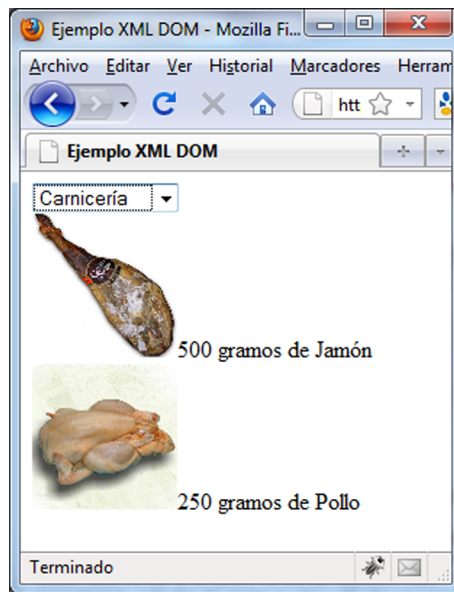 Ejemplo XML DOM - Mozilla Fi...
Archivo Editar Ver Historial Marcadores Herram
htt
Ejemplo XML DOM
Carnicería
500 gramos de Jamón
250 gramos de Pollo
Terminado